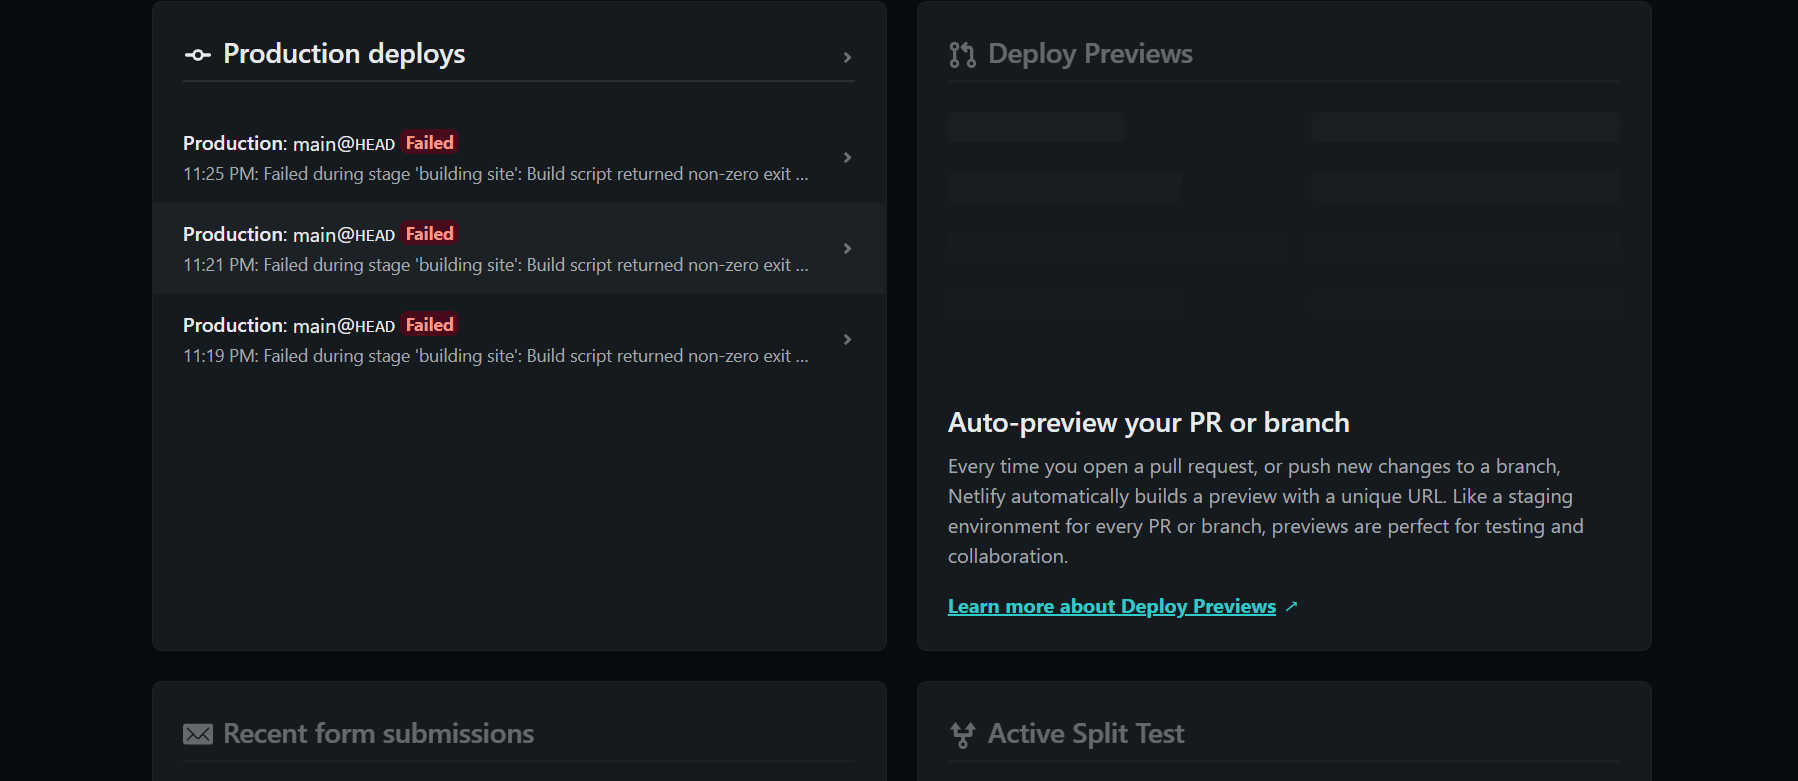 Production deploys
Production: main@HEAD Failed
11:25 PM: Failed during stage 'building site': Build script returned non-zero exit ...
Production: main@HEAD Failed
11:21 PM: Failed during stage 'building site': Build script returned non-zero exit ...
Production: main@HEAD Failed
11:19 PM: Failed during stage 'building site': Build script returned non-zero exit ...
Deploy Previews
Auto-preview your PR or branch
Every time you open a pull request, or push new changes to a branch,
Netlify automatically builds a preview with a unique URL. Like a staging
environment for every PR or branch, previews are perfect for testing and
collaboration.
Learn more about Deploy Previews ↗
Recent form submissions
Active Split Test